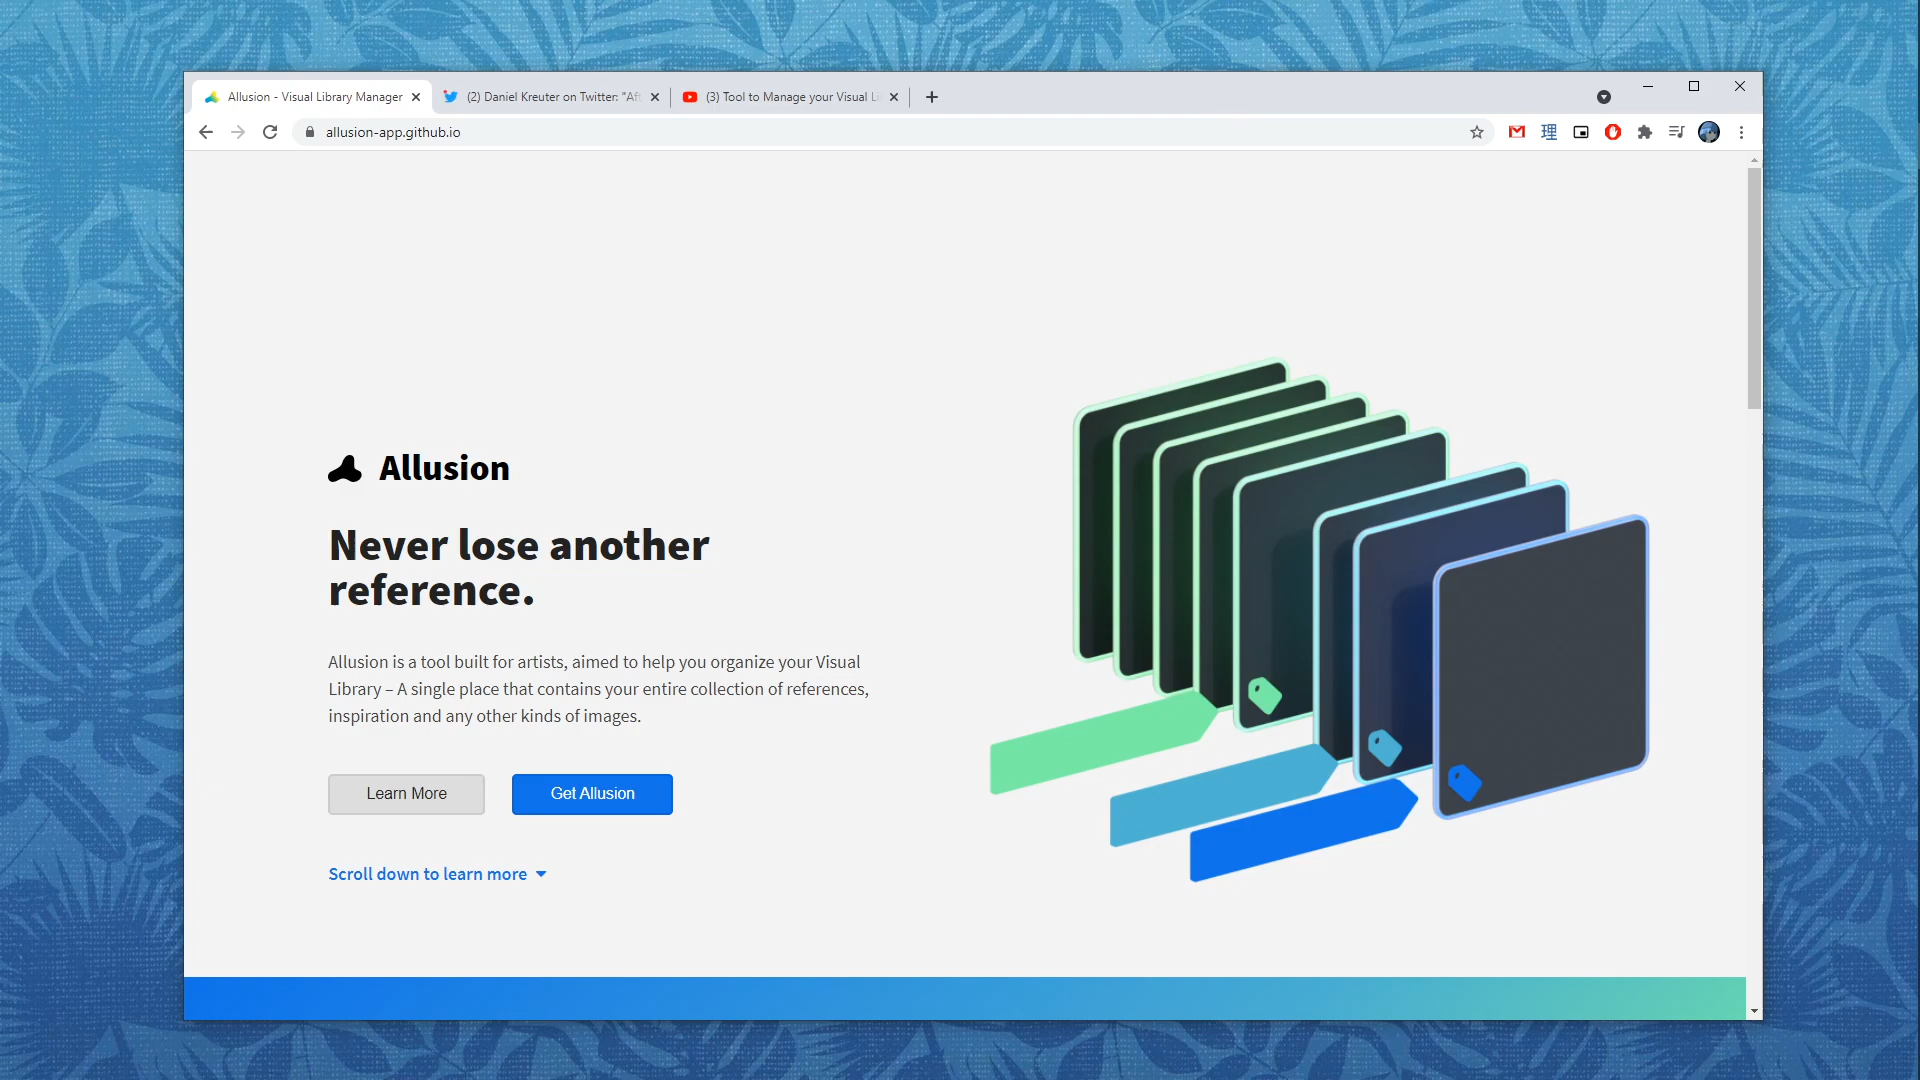 Allusion - Visual Library Manager
(2) Daniel Kreuter on Twitter: "Aft
(3) Tool to Manage your Visual Li
allusion-app.github.io
理
Allusion
Never lose another
reference.
Allusion is a tool built for artists, aimed to help you organize your Visual
Library – A single place that contains your entire collection of references,
inspiration and any other kinds of images.
Learn More
Get Allusion
Scroll down to learn more